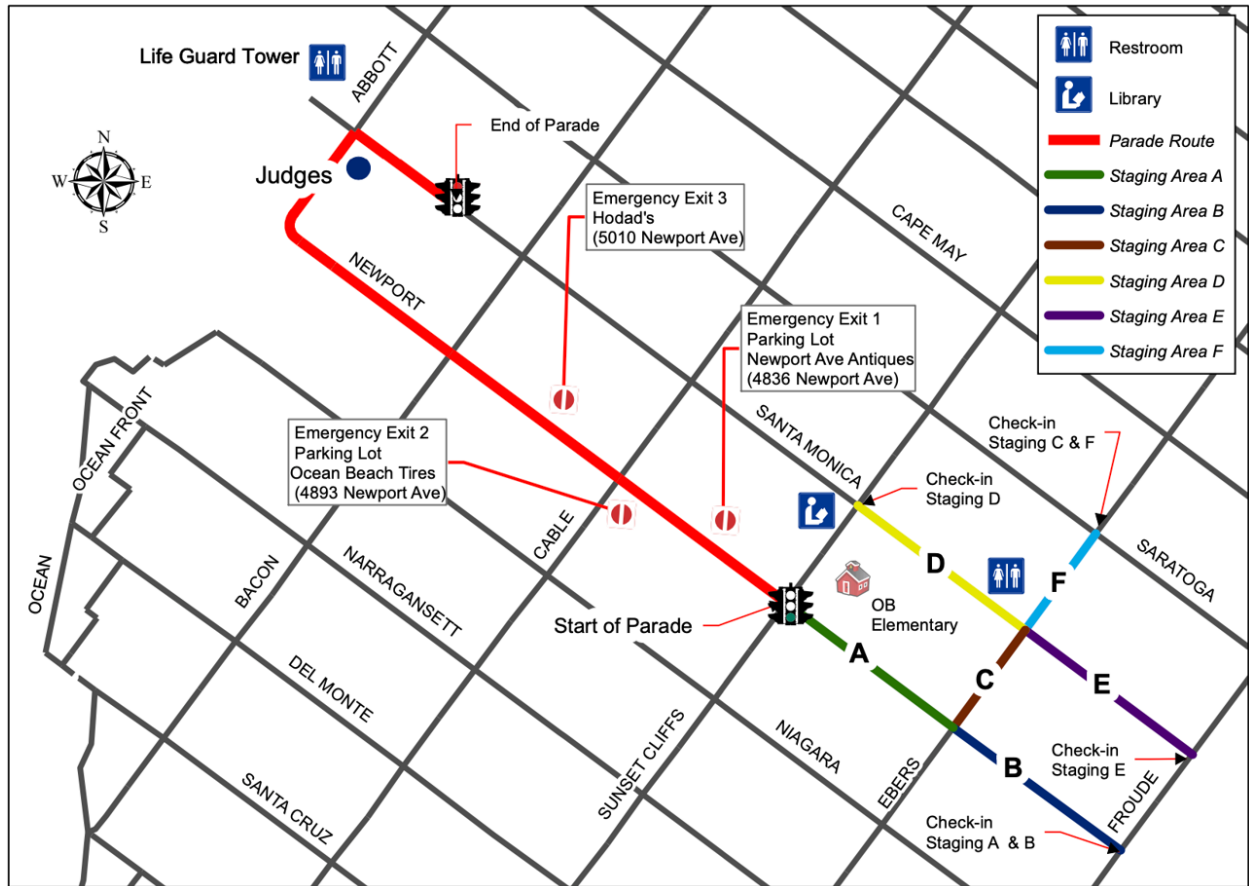 Life Guard Tower
ABBOTT
End of Parade
N
W
E
S
Judges
Emergency Exit 3
Hodad's
(5010 Newport Ave)
NEWPORT
CAPE MAY
Emergency Exit 1
Parking Lot
Newport Ave Antiques
(4836 Newport Ave)
Emergency Exit 2
Parking Lot
Ocean Beach Tires
(4893 Newport Ave)
OCEAN FRONT
SANTA MONICA
Check-in
Staging C & F
Check-in
Staging D
CABLE
OCEAN
BACON
NARRAGANSETT
D
F
SARATOGA
OB
Elementary
Start of Parade
A
C
E
DEL MONTE
SANTA CRUZ
SUNSET CLIFFS
NIAGARA
EBERS
B
Check-in
Staging E
FROUDE
Check-in
Staging A & B
Restroom
Library
Parade Route
Staging Area A
Staging Area B
Staging Area C
Staging Area D
Staging Area E
Staging Area F